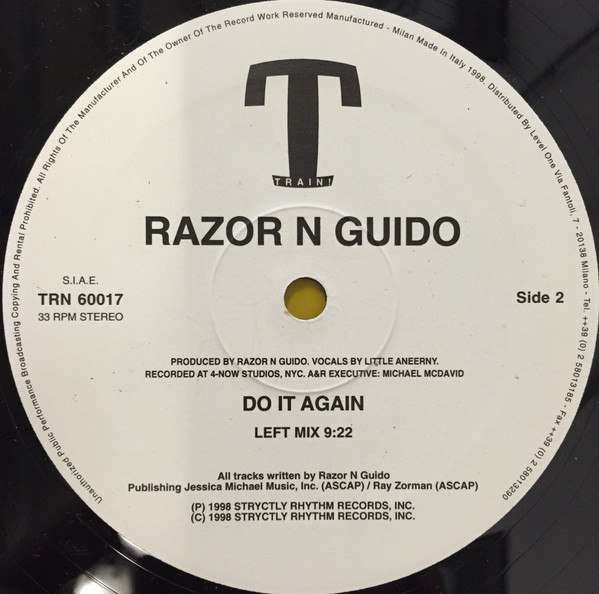 Unauthorized Public Performance Broadcasting Copying And Rental Prohibited. All Rights Of The Manufacturer And Of The Owner Of The Record Work Reserved Manufactured - Milan Made In Italy 1998. Distributed By Level One Via Fantoli, 7 - 20138 Milano - Tel. ++39 (0) 2 58013185 - Fax ++39 (0) 2 58013290
T
TRAIN!
RAZOR N GUIDO
S.I.A.E.
TRN 60017
33 RPM STEREO
Side 2
PRODUCED BY RAZOR N GUIDO. VOCALS BY LITTLE ANEERNY.
RECORDED AT 4-NOW STUDIOS, NYC. A&R EXECUTIVE: MICHAEL MCDAVID
DO IT AGAIN
LEFT MIX 9:22
All tracks written by Razor N Guido
Publishing Jessica Michael Music, Inc. (ASCAP) / Ray Zorman (ASCAP)
(P) 1998 STRYCTLY RHYTHM RECORDS, INC.
(C) 1998 STRYCTLY RHYTHM RECORDS, INC.